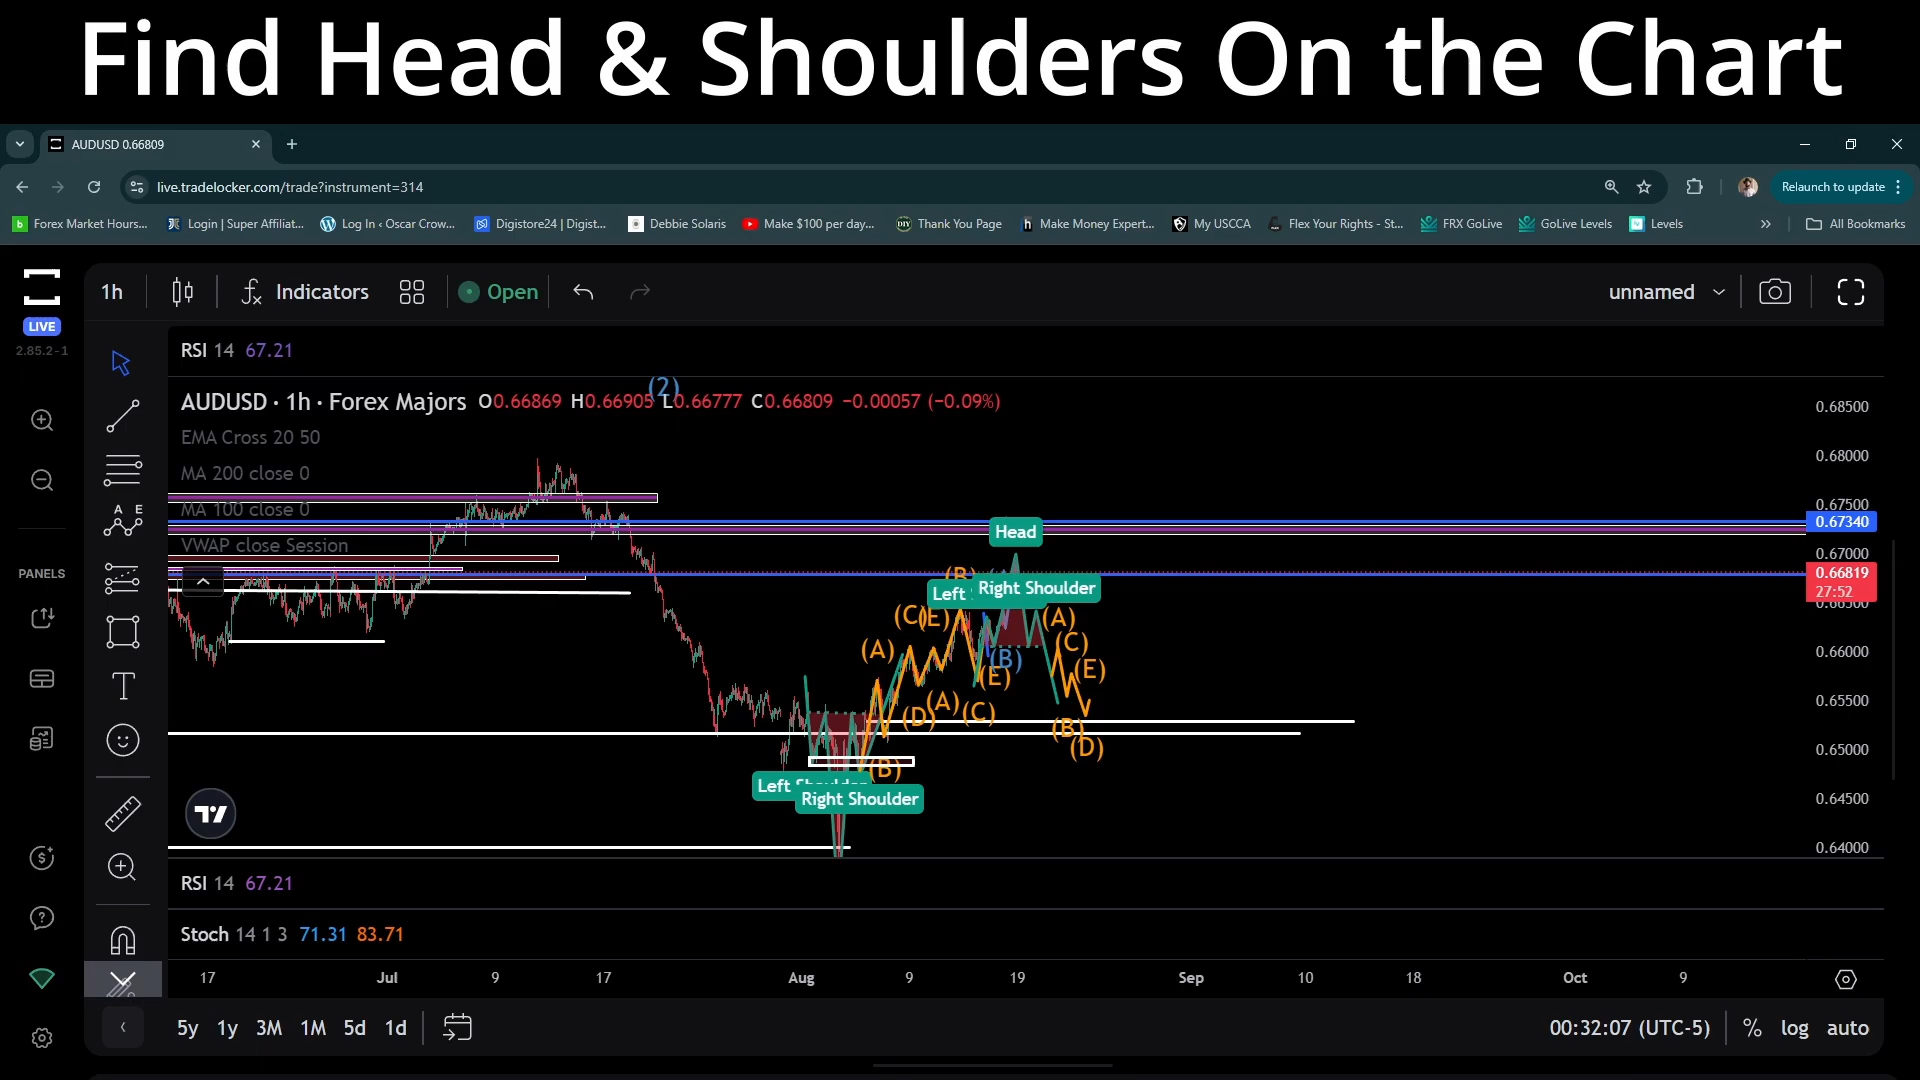 Find Head & Shoulders On the Chart
AUDUSD 0.66809
live.tradelocker.com/trade?instrument=314
Relaunch to update
Forex Market Hours...
Login | Super Affiliat...
Log In ‹ Oscar Crow...
Digistore24 | Digist...
Debbie Solaris
Make $100 per day...
Thank You Page
Make Money Expert...
My USCCA
Flex Your Rights - St...
FRX GoLive
GoLive Levels
Levels
All Bookmarks
LIVE
2.85.2-1
1h
Indicators
Open
unnamed
RSI 14 67.21
(2)
AUDUSD · 1h · Forex Majors O0.66869 H0.66905 L0.66777 C0.66809 −0.00057 (−0.09%)
EMA Cross 20 50
MA 200 close 0
MA 100 close 0
VWAP close Session
0.68500
0.68000
0.67500
0.67340
0.67000
0.66819
27:52
0.66500
0.66000
0.65500
0.65000
0.64500
0.64000
PANELS
Head
(B)
Left
Right Shoulder
(C)
(E)
(A)
(A)
(C)
(B)
(E)
(E)
(A)
(C)
(D)
(B)
(D)
(B)
Left Shoulder
Right Shoulder
RSI 14 67.21
Stoch 14 1 3 71.31 83.71
17 Jul 9 17 Aug 9 19 Sep 10 18 Oct 9
5y 1y 3M 1M 5d 1d
00:32:07 (UTC-5)
% log auto